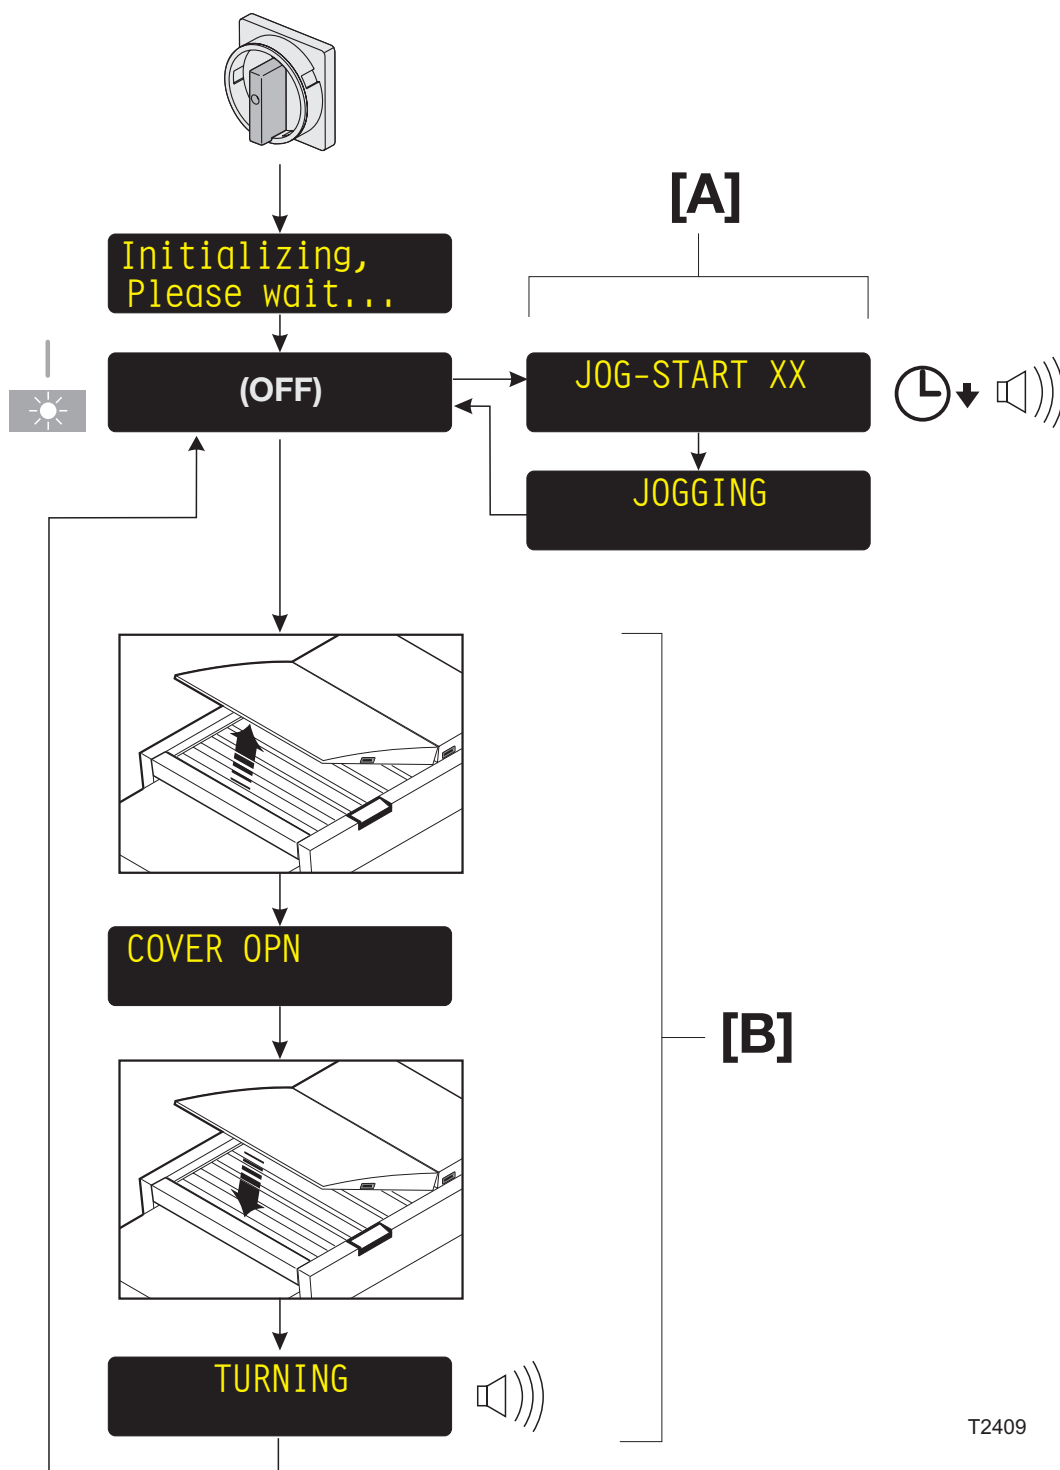 [A]
Initializing,
Please wait...
(OFF)
JOG-START XX
JOGGING
COVER OPN
[B]
TURNING
T2409